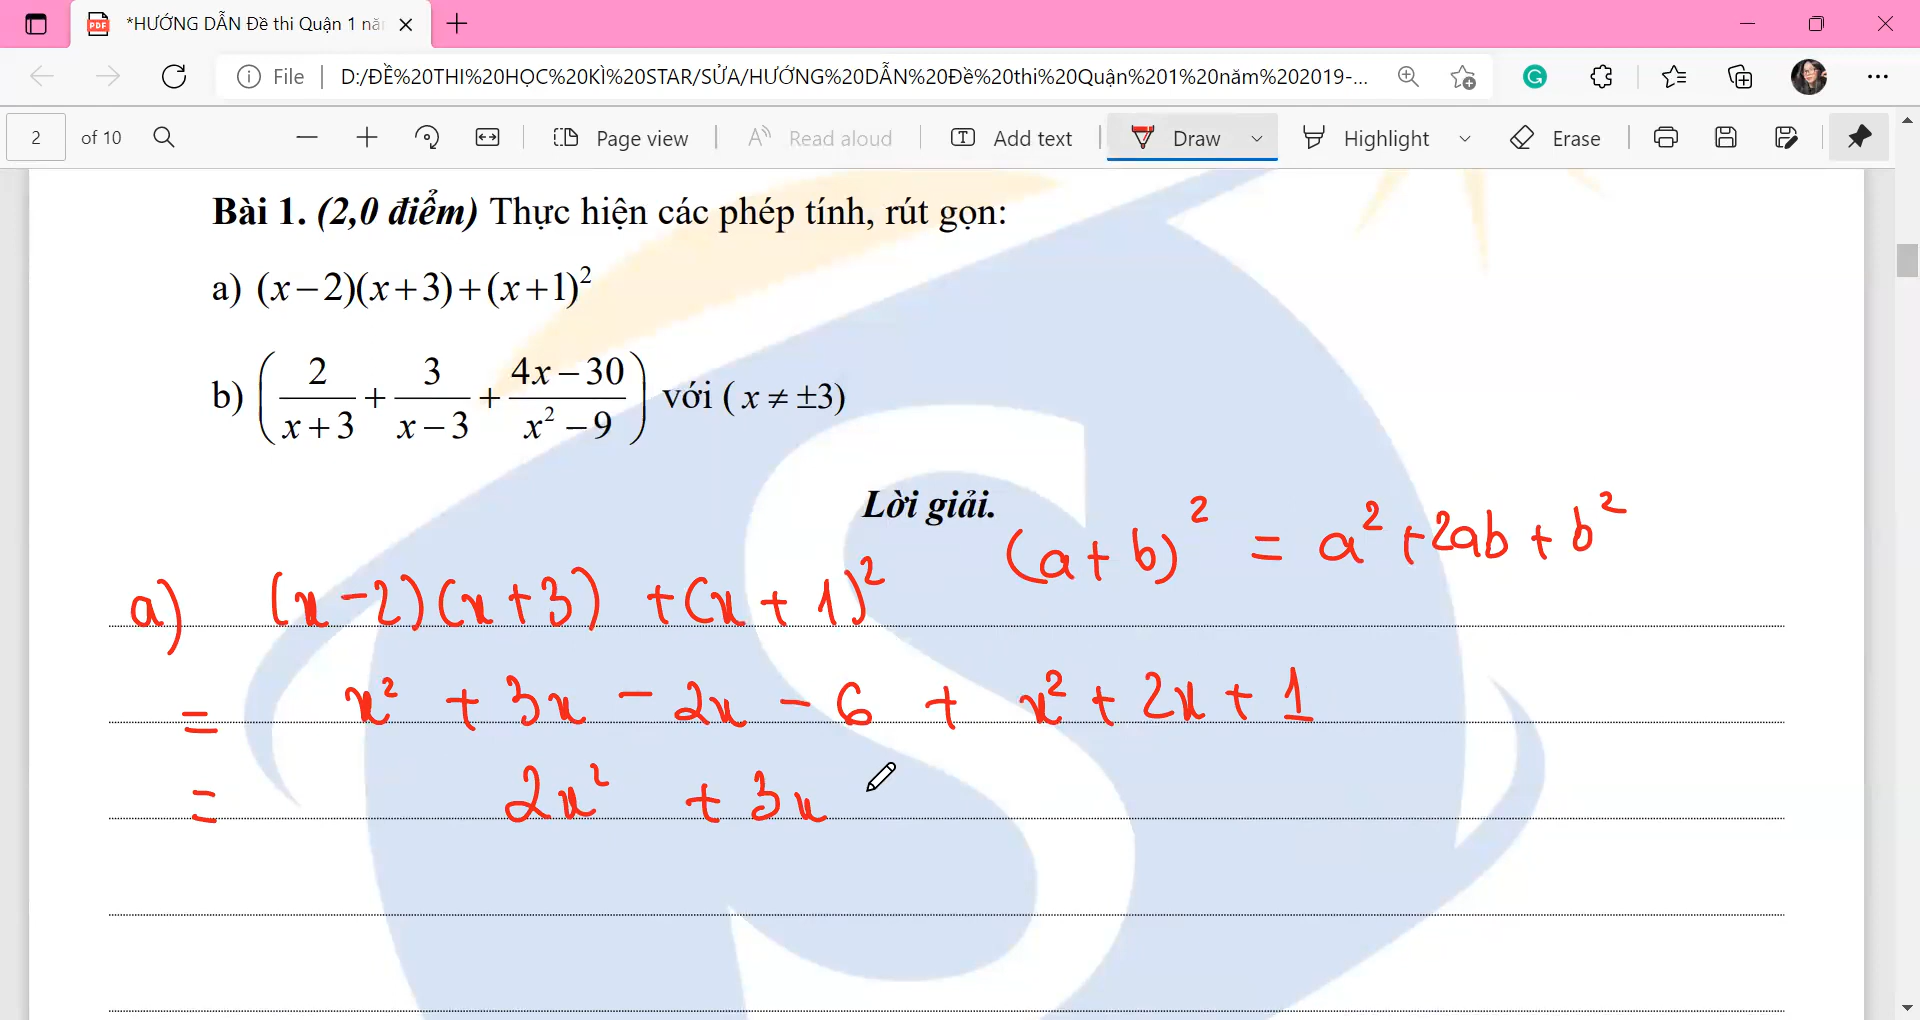 *HƯỚNG DẪN Đề thi Quận 1 năm
File D:/ĐỀ%20THI%20HỌC%20KÌ%20STAR/SỬA/HƯỚNG%20DẪN%20Đề%20thi%20Quận%201%20năm%202019-...
2 of 10 Page view Read aloud Add text Draw Highlight Erase
Bài 1. (2,0 điểm) Thực hiện các phép tính, rút gọn:
a) (x−2)(x+3)+(x+1)²
b) (2/(x+3) + 3/(x−3) + (4x−30)/(x²−9)) với (x ≠ ±3)
Lời giải.
(a+b)² = a²+2ab+b²
a) (x−2)(x+3) +(x+1)²
= x² + 3x − 2x − 6 + x² + 2x + 1
= 2x² + 3x